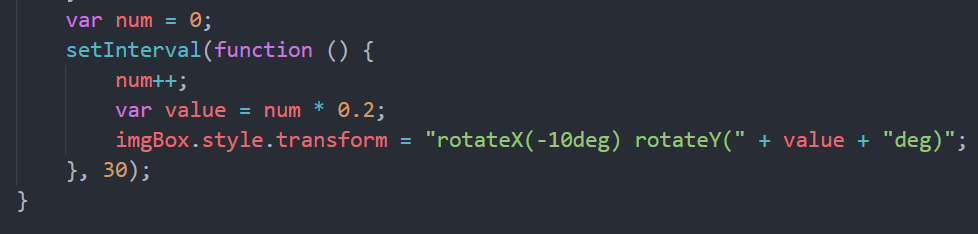 var num = 0;
setInterval(function () {
num++;
var value = num * 0.2;
imgBox.style.transform = "rotateX(-10deg) rotateY(" + value + "deg)";
}, 30);
}